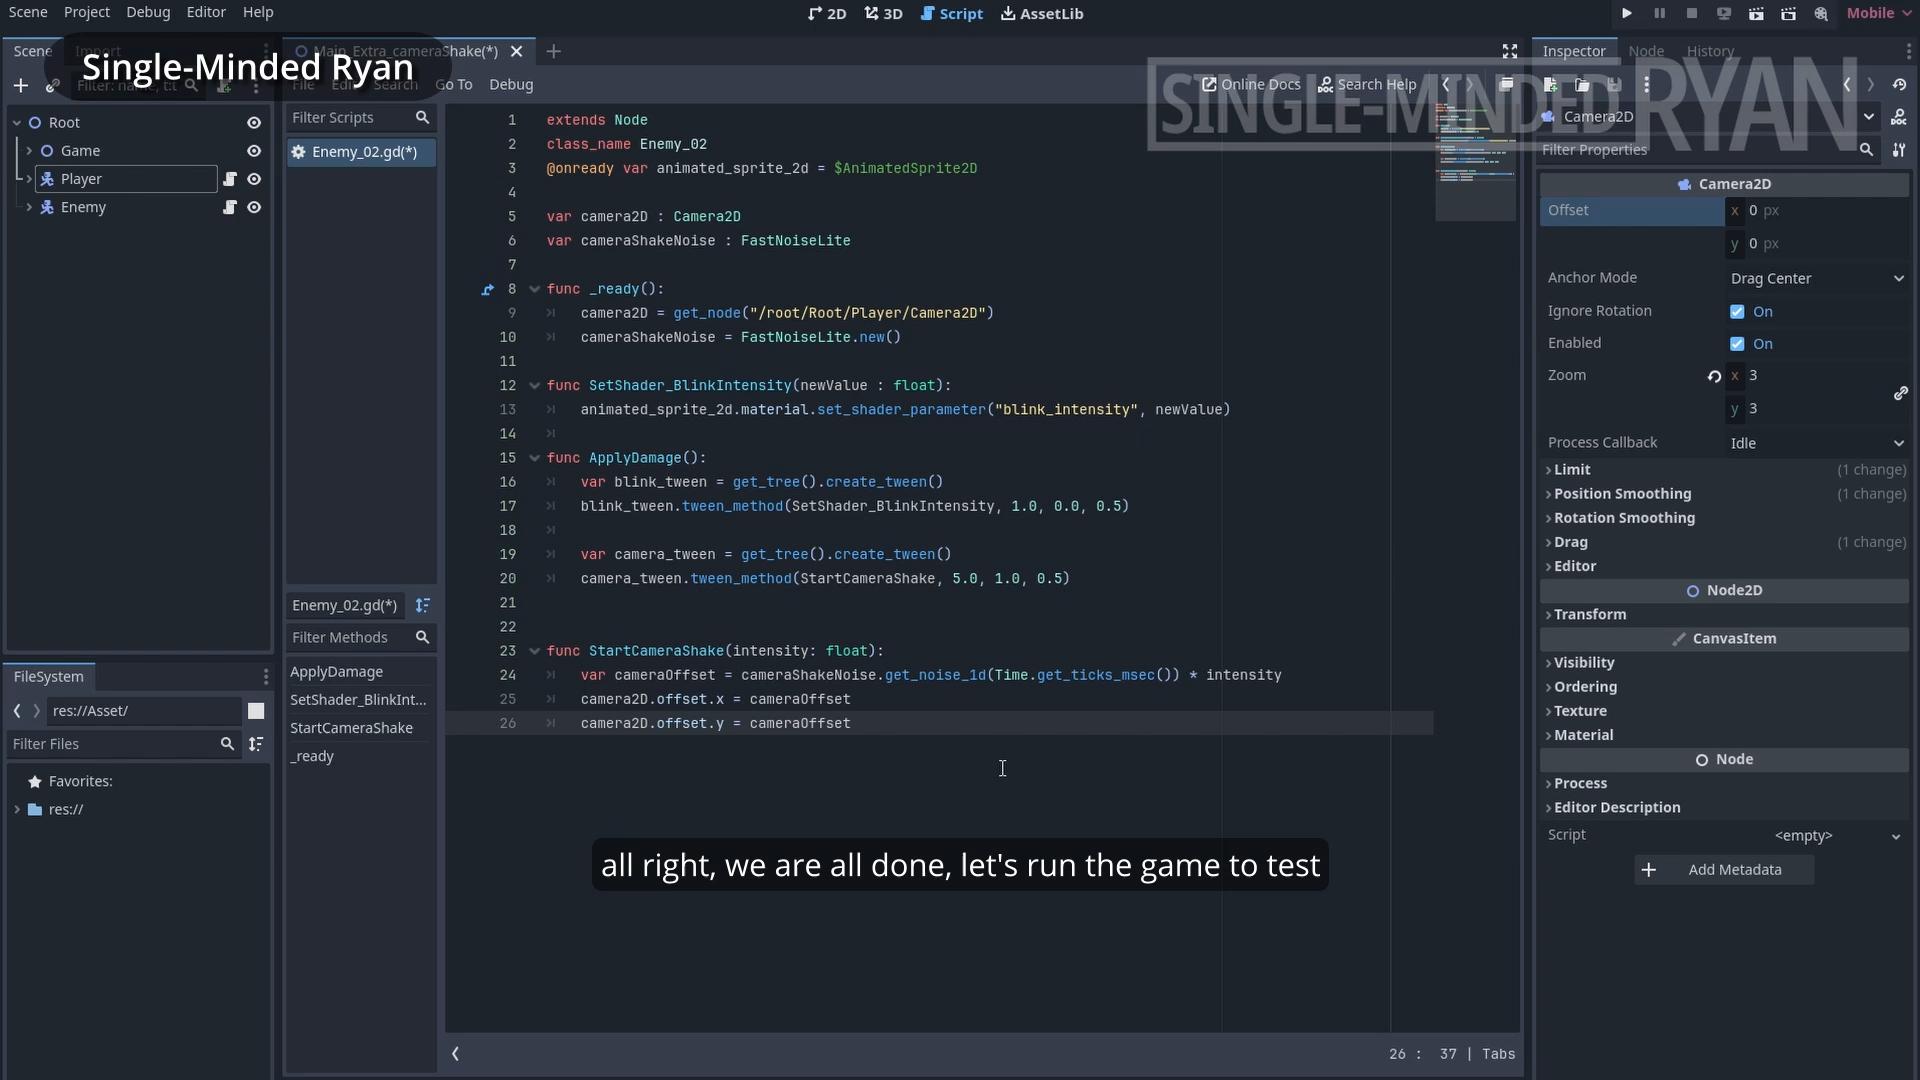 Scene Project Debug Editor Help
2D 3D Script AssetLib
Mobile
Scene Import
Main_Extra_cameraShake(*)
Inspector Node History
Single-Minded Ryan
SINGLE-MINDED RYAN
Filter: name, t:t
File Edit Search Go To Debug
Online Docs Search Help
Root
Game
Player
Enemy
Filter Scripts
Enemy_02.gd(*)
1 extends Node
2 class_name Enemy_02
3 @onready var animated_sprite_2d = $AnimatedSprite2D
4
5 var camera2D : Camera2D
6 var cameraShakeNoise : FastNoiseLite
7
8 func _ready():
9 camera2D = get_node("/root/Root/Player/Camera2D")
10 cameraShakeNoise = FastNoiseLite.new()
11
12 func SetShader_BlinkIntensity(newValue : float):
13 animated_sprite_2d.material.set_shader_parameter("blink_intensity", newValue)
14
15 func ApplyDamage():
16 var blink_tween = get_tree().create_tween()
17 blink_tween.tween_method(SetShader_BlinkIntensity, 1.0, 0.0, 0.5)
18
19 var camera_tween = get_tree().create_tween()
20 camera_tween.tween_method(StartCameraShake, 5.0, 1.0, 0.5)
21
22
23 func StartCameraShake(intensity: float):
24 var cameraOffset = cameraShakeNoise.get_noise_1d(Time.get_ticks_msec()) * intensity
25 camera2D.offset.x = cameraOffset
26 camera2D.offset.y = cameraOffset
Enemy_02.gd(*)
Filter Methods
ApplyDamage
SetShader_BlinkInt...
StartCameraShake
_ready
FileSystem
res://Asset/
Filter Files
Favorites:
res://
all right, we are all done, let's run the game to test
26 : 37 | Tabs
Camera2D
Filter Properties
Camera2D
Offset x 0 px
y 0 px
Anchor Mode Drag Center
Ignore Rotation On
Enabled On
Zoom x 3
y 3
Process Callback Idle
Limit (1 change)
Position Smoothing (1 change)
Rotation Smoothing
Drag (1 change)
Editor
Node2D
Transform
CanvasItem
Visibility
Ordering
Texture
Material
Node
Process
Editor Description
Script <empty>
Add Metadata